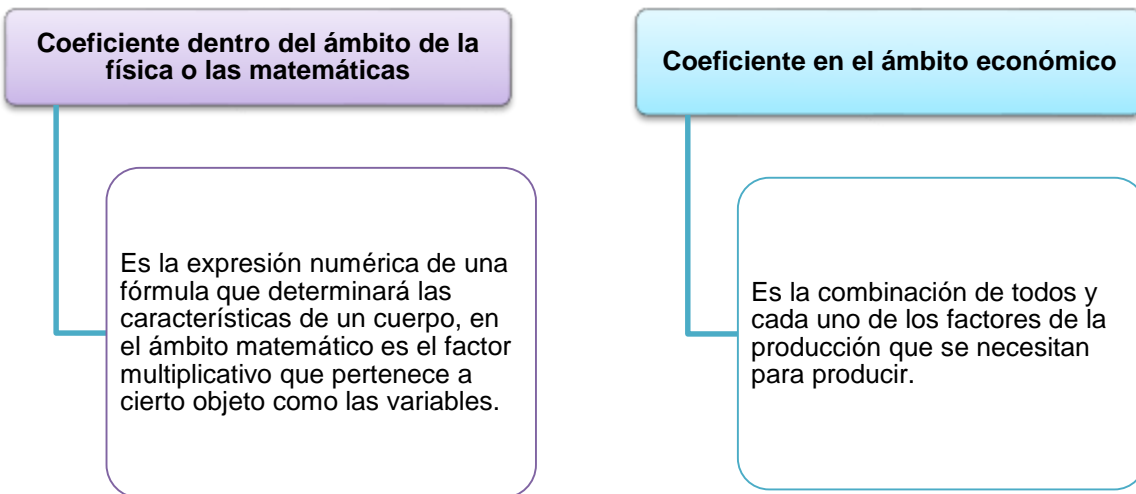 Coeficiente dentro del ámbito de la
física o las matemáticas
Es la expresión numérica de una
fórmula que determinará las
características de un cuerpo, en
el ámbito matemático es el factor
multiplicativo que pertenece a
cierto objeto como las variables.
Coeficiente en el ámbito económico
Es la combinación de todos y
cada uno de los factores de la
producción que se necesitan
para producir.